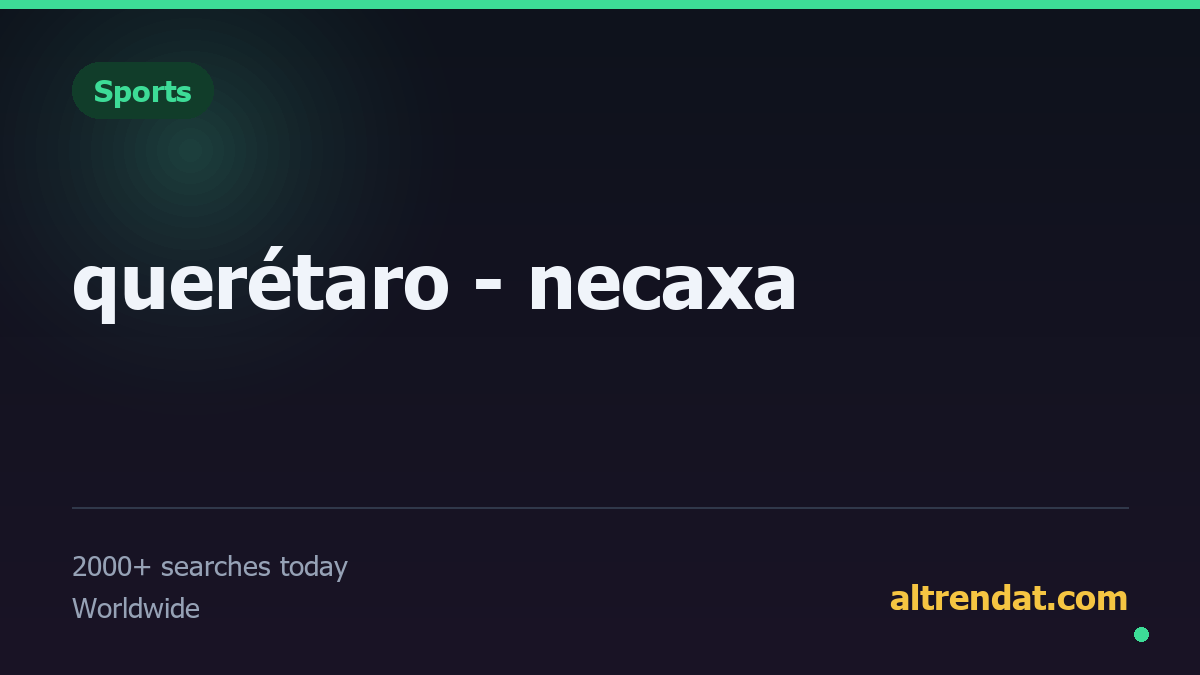 Sports
querétaro - necaxa
2000+ searches today
Worldwide
altrendat.com